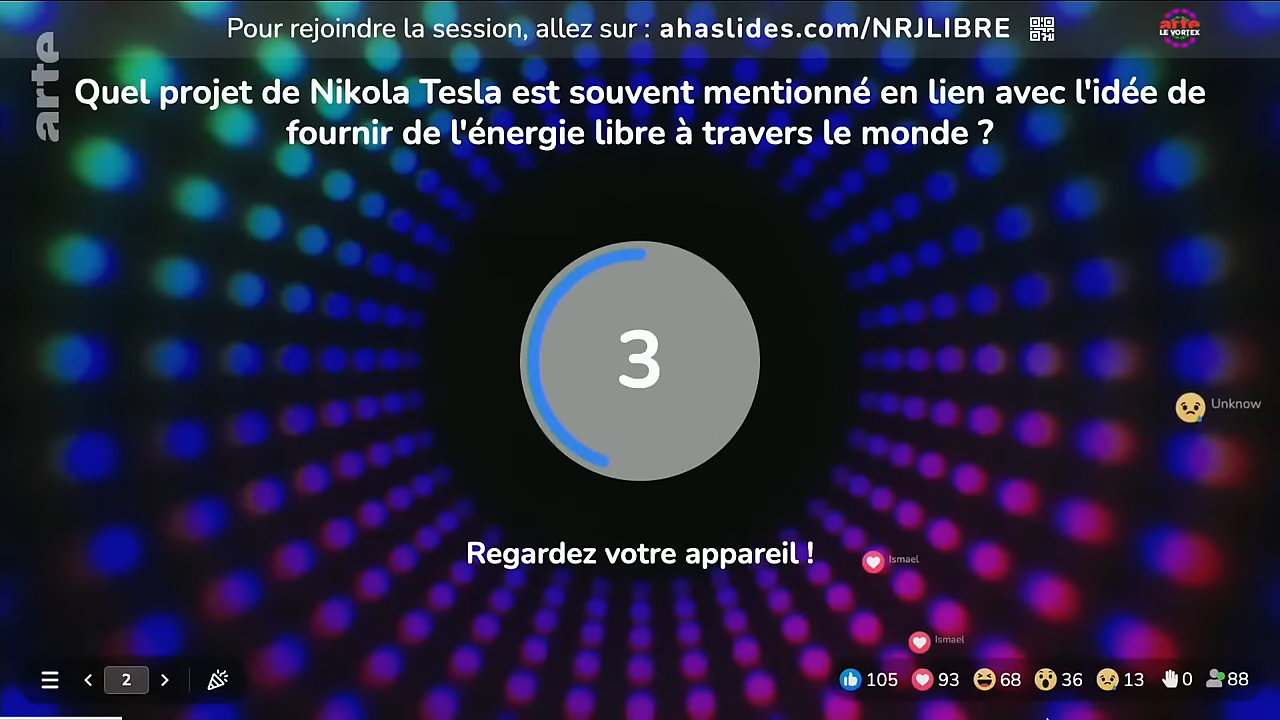 Pour rejoindre la session, allez sur : ahaslides.com/NRJLIBRE
arte
LE VORTEX
arte
Quel projet de Nikola Tesla est souvent mentionné en lien avec l'idée de
fournir de l'énergie libre à travers le monde ?
3
Unknow
Regardez votre appareil !
Ismael
Ismael
2
105 93 68 36 13 0 88